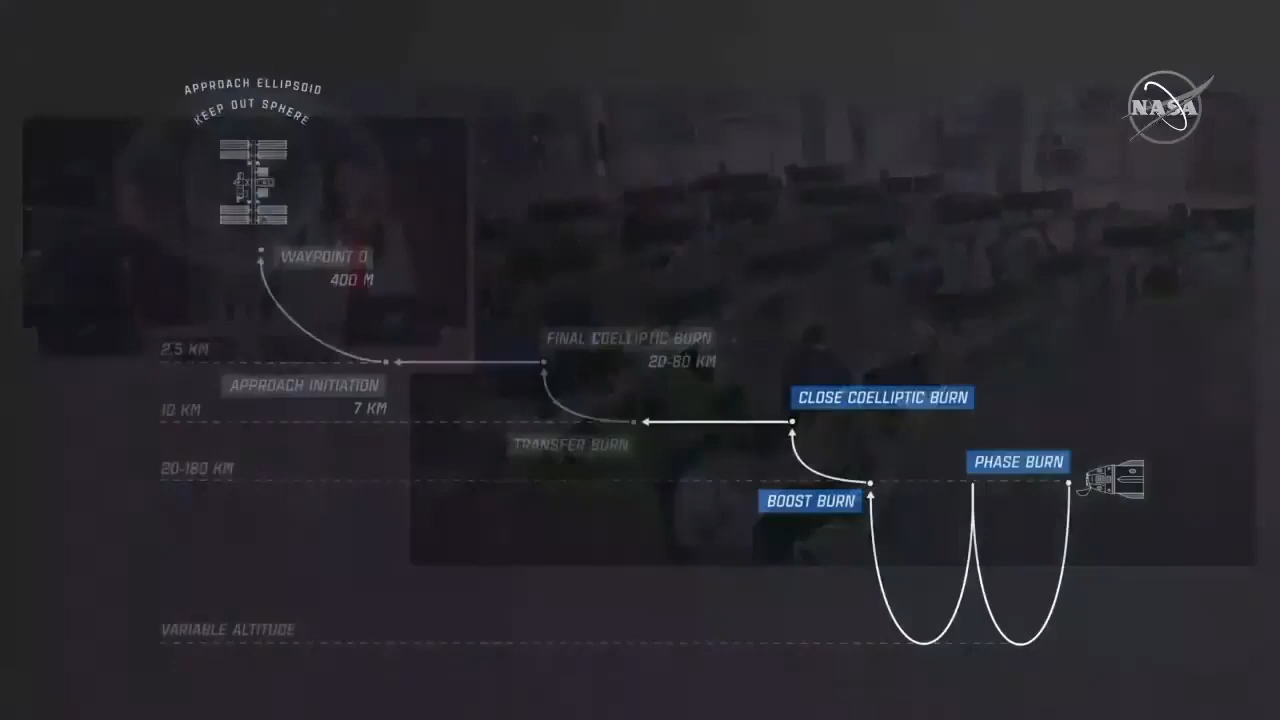 APPROACH ELLIPSOID
KEEP OUT SPHERE
NASA
WAYPOINT 0
400 M
2.5 KM
FINAL COELLIPTIC BURN
20-80 KM
APPROACH INITIATION
7 KM
10 KM
CLOSE COELLIPTIC BURN
TRANSFER BURN
20-180 KM
PHASE BURN
BOOST BURN
VARIABLE ALTITUDE